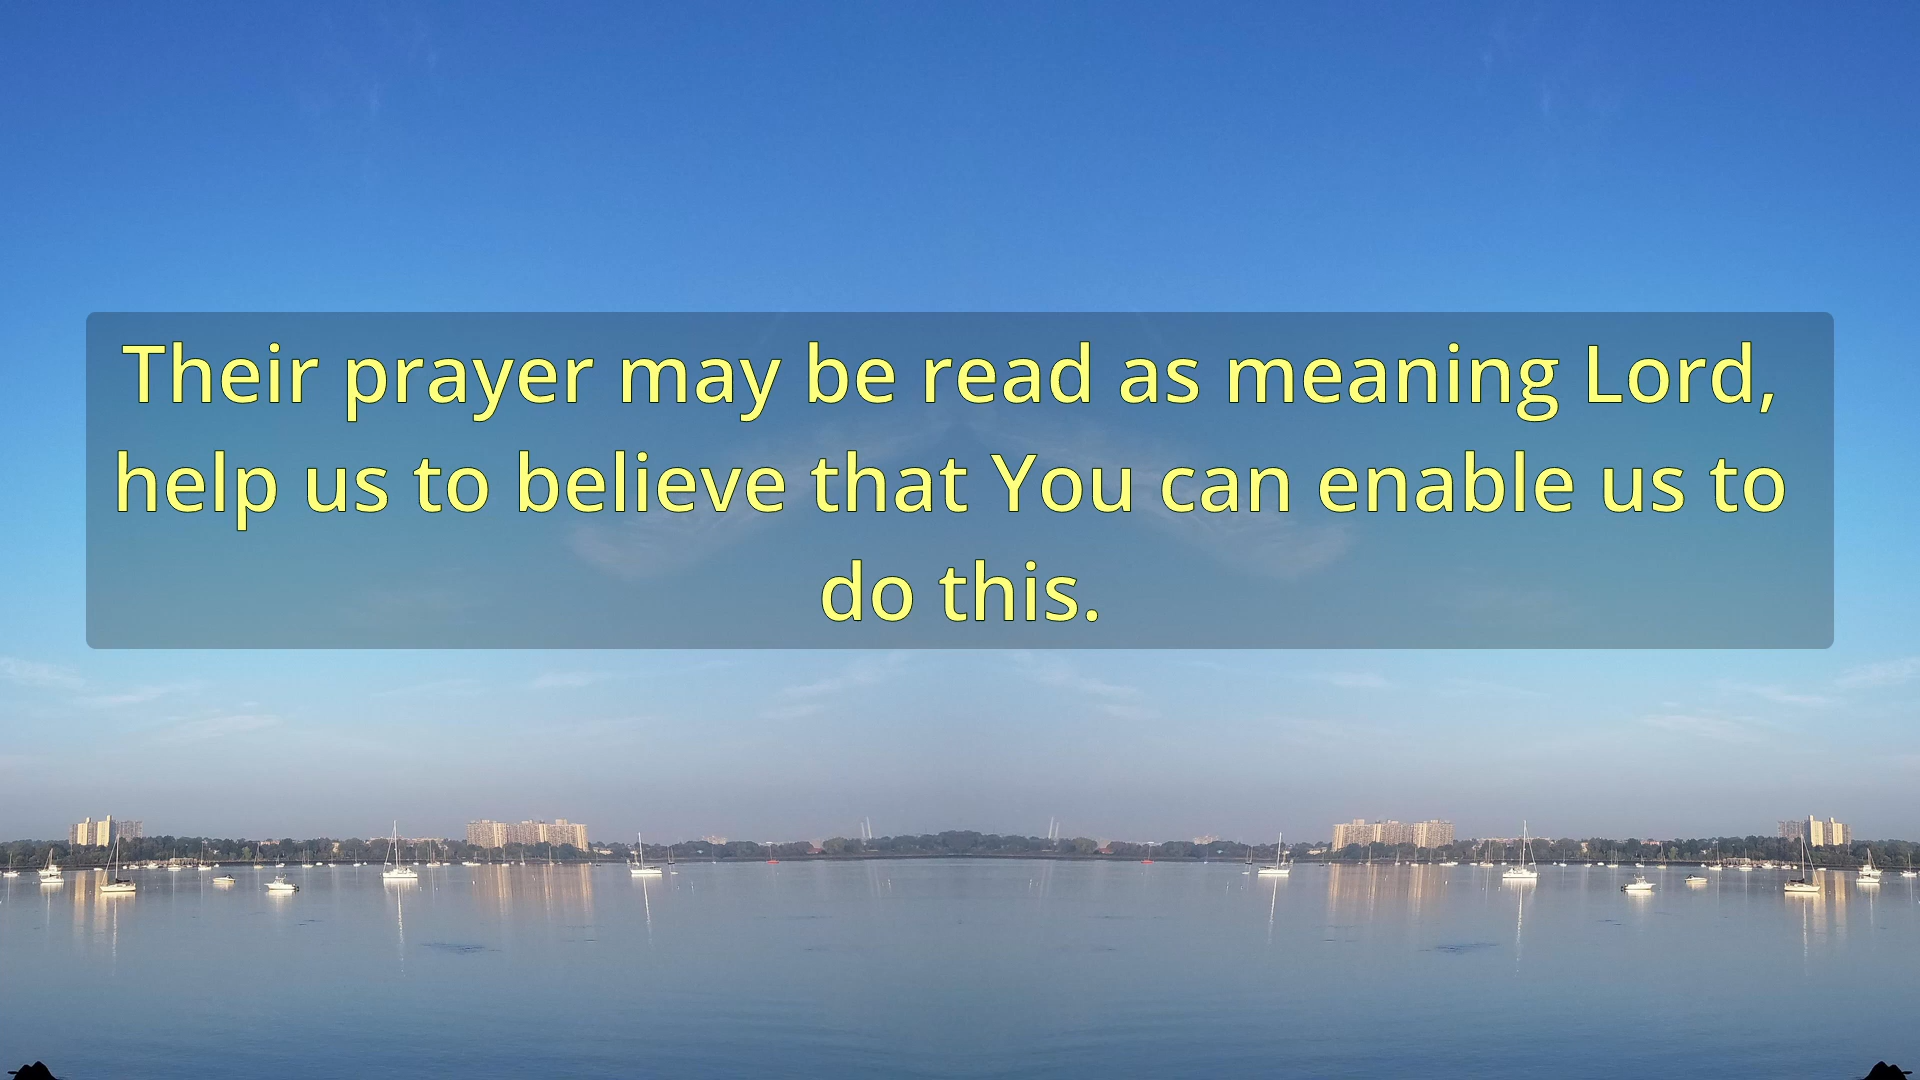 Their prayer may be read as meaning Lord,
help us to believe that You can enable us to
do this.